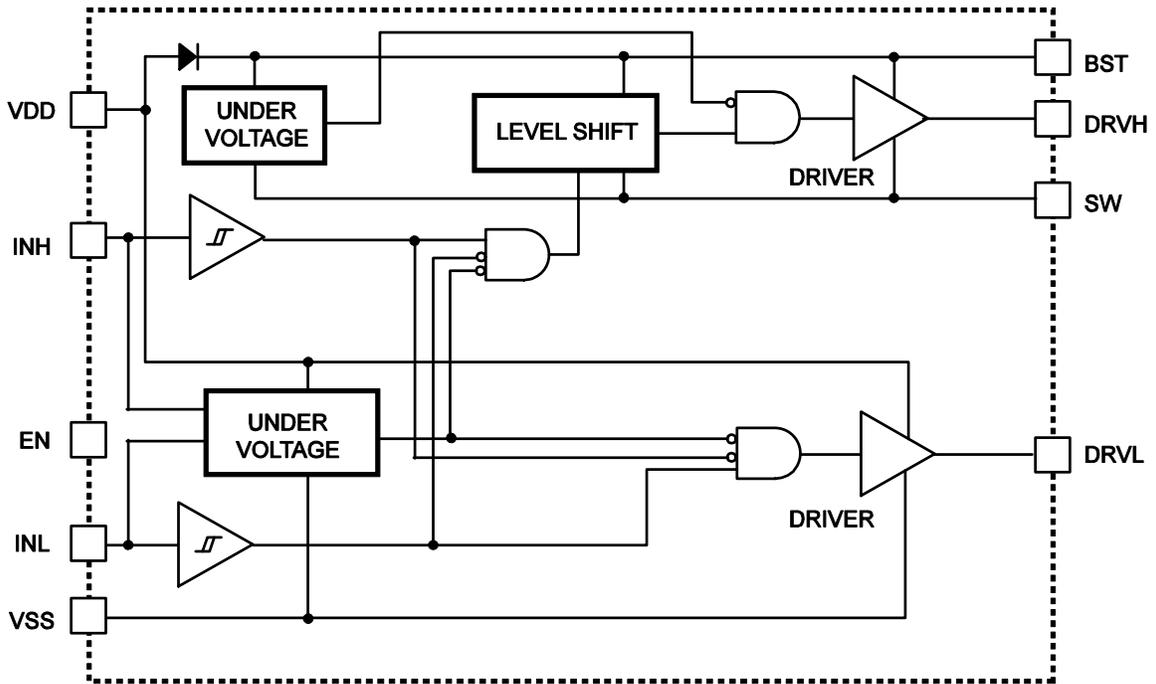 BST
VDD
UNDER
VOLTAGE
LEVEL SHIFT
DRVH
DRIVER
SW
INH
UNDER
VOLTAGE
EN
DRVL
DRIVER
INL
VSS